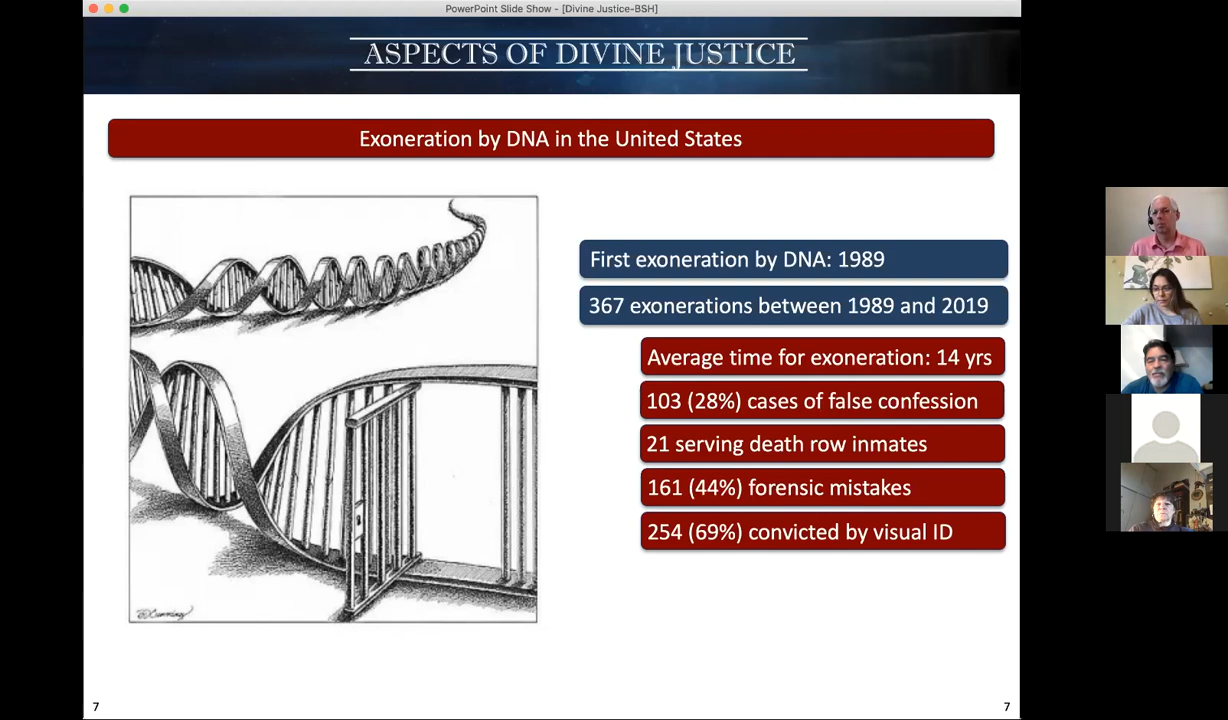 PowerPoint Slide Show - [Divine Justice-BSH]
ASPECTS OF DIVINE JUSTICE
Exoneration by DNA in the United States
First exoneration by DNA: 1989
367 exonerations between 1989 and 2019
Average time for exoneration: 14 yrs
103 (28%) cases of false confession
21 serving death row inmates
161 (44%) forensic mistakes
254 (69%) convicted by visual ID
7
7